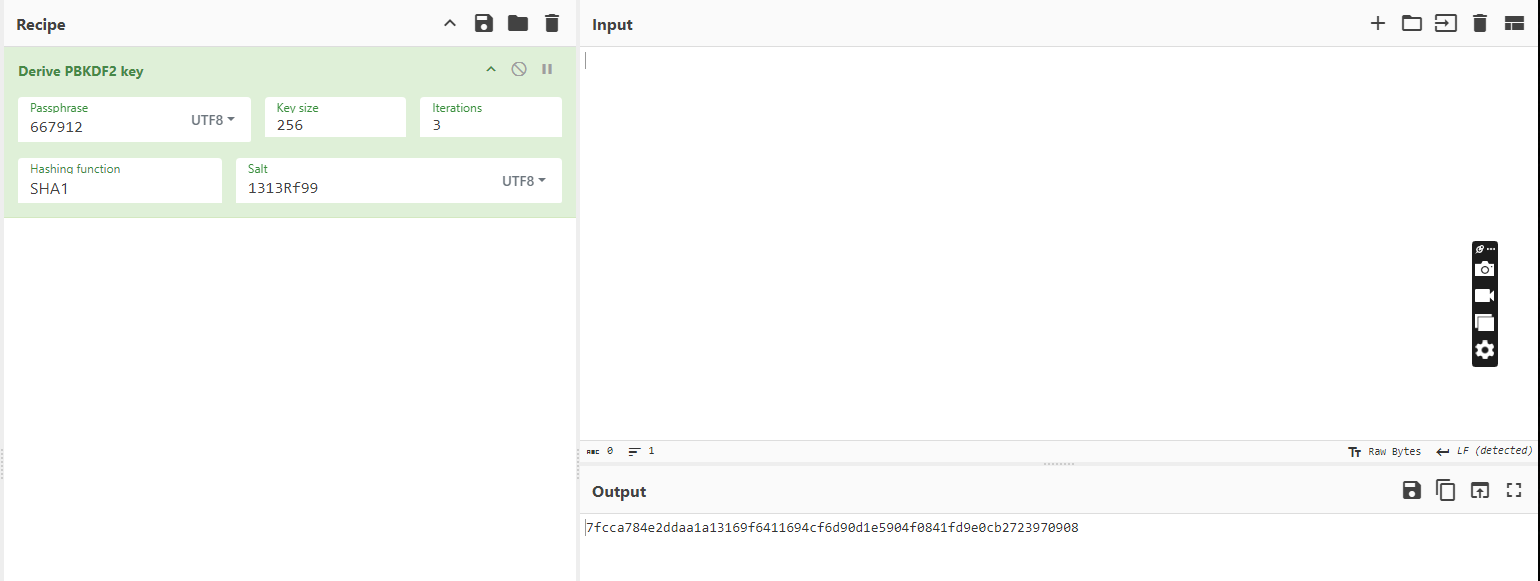 Recipe
Derive PBKDF2 key
Passphrase
667912
UTF8
Key size
256
Iterations
3
Hashing function
SHA1
Salt
1313Rf99
UTF8
Input
ABC 0 1
Raw Bytes LF (detected)
Output
7fcca784e2ddaa1a13169f6411694cf6d90d1e5904f0841fd9e0cb2723970908